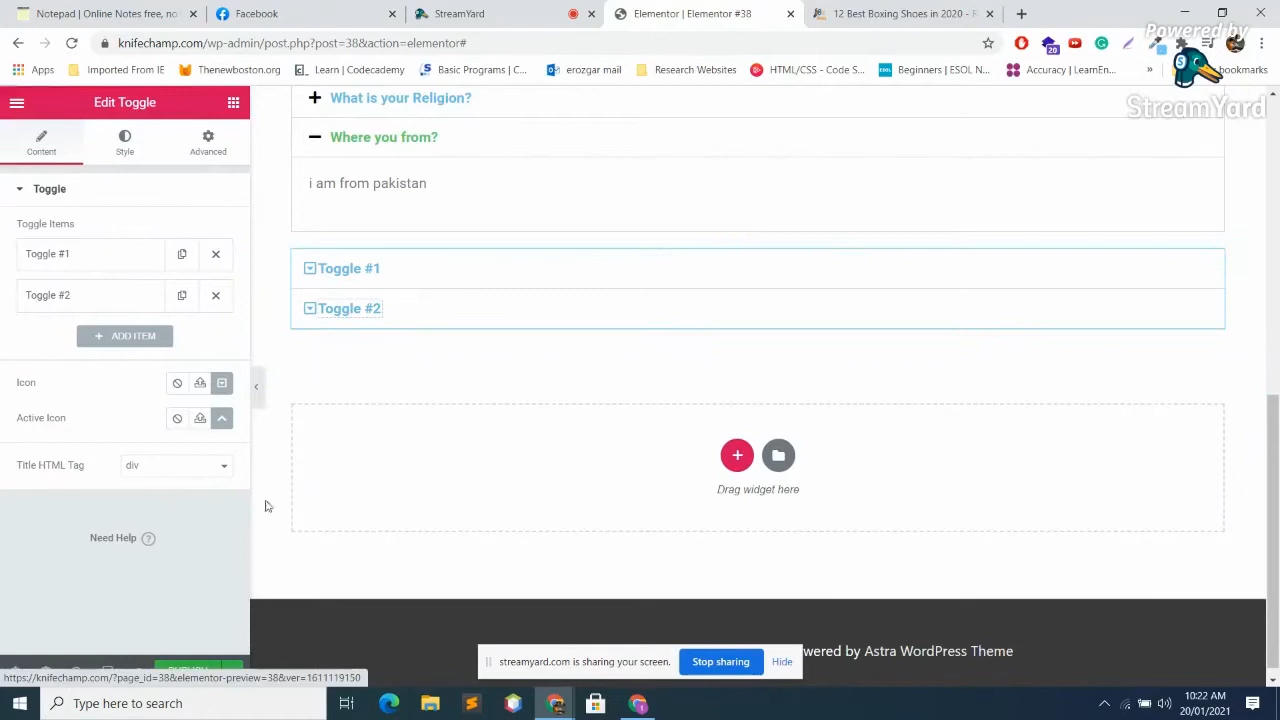 Notepad | Online Notes free, no
Facebook
StreamYard
Elementor | Elementor #38
12 Best Boxing Shoes in 2020 - R
knifechamp.com/wp-admin/post.php?post=38&action=elementor#
20
Apps
Imported From IE
Thenewboston.org
Learn | Codecademy
Basic Programs | C...
erozgar mail
Research Websites
HTML/CSS - Code S...
Beginners | ESOL N...
Accuracy | LearnEn...
»
bookmarks
Powered by
StreamYard
Edit Toggle
Content
Style
Advanced
Toggle
Toggle Items
Toggle #1
Toggle #2
+ ADD ITEM
Icon
Active Icon
Title HTML Tag
div
Need Help ?
What is your Religion?
Where you from?
i am from pakistan
Toggle #1
Toggle #2
Drag widget here
wered by Astra WordPress Theme
streamyard.com is sharing your screen.
Stop sharing
Hide
https://knifechamp.com/?page_id=38&elementor-preview=38&ver=1611119150
Type here to search
10:22 AM
20/01/2021